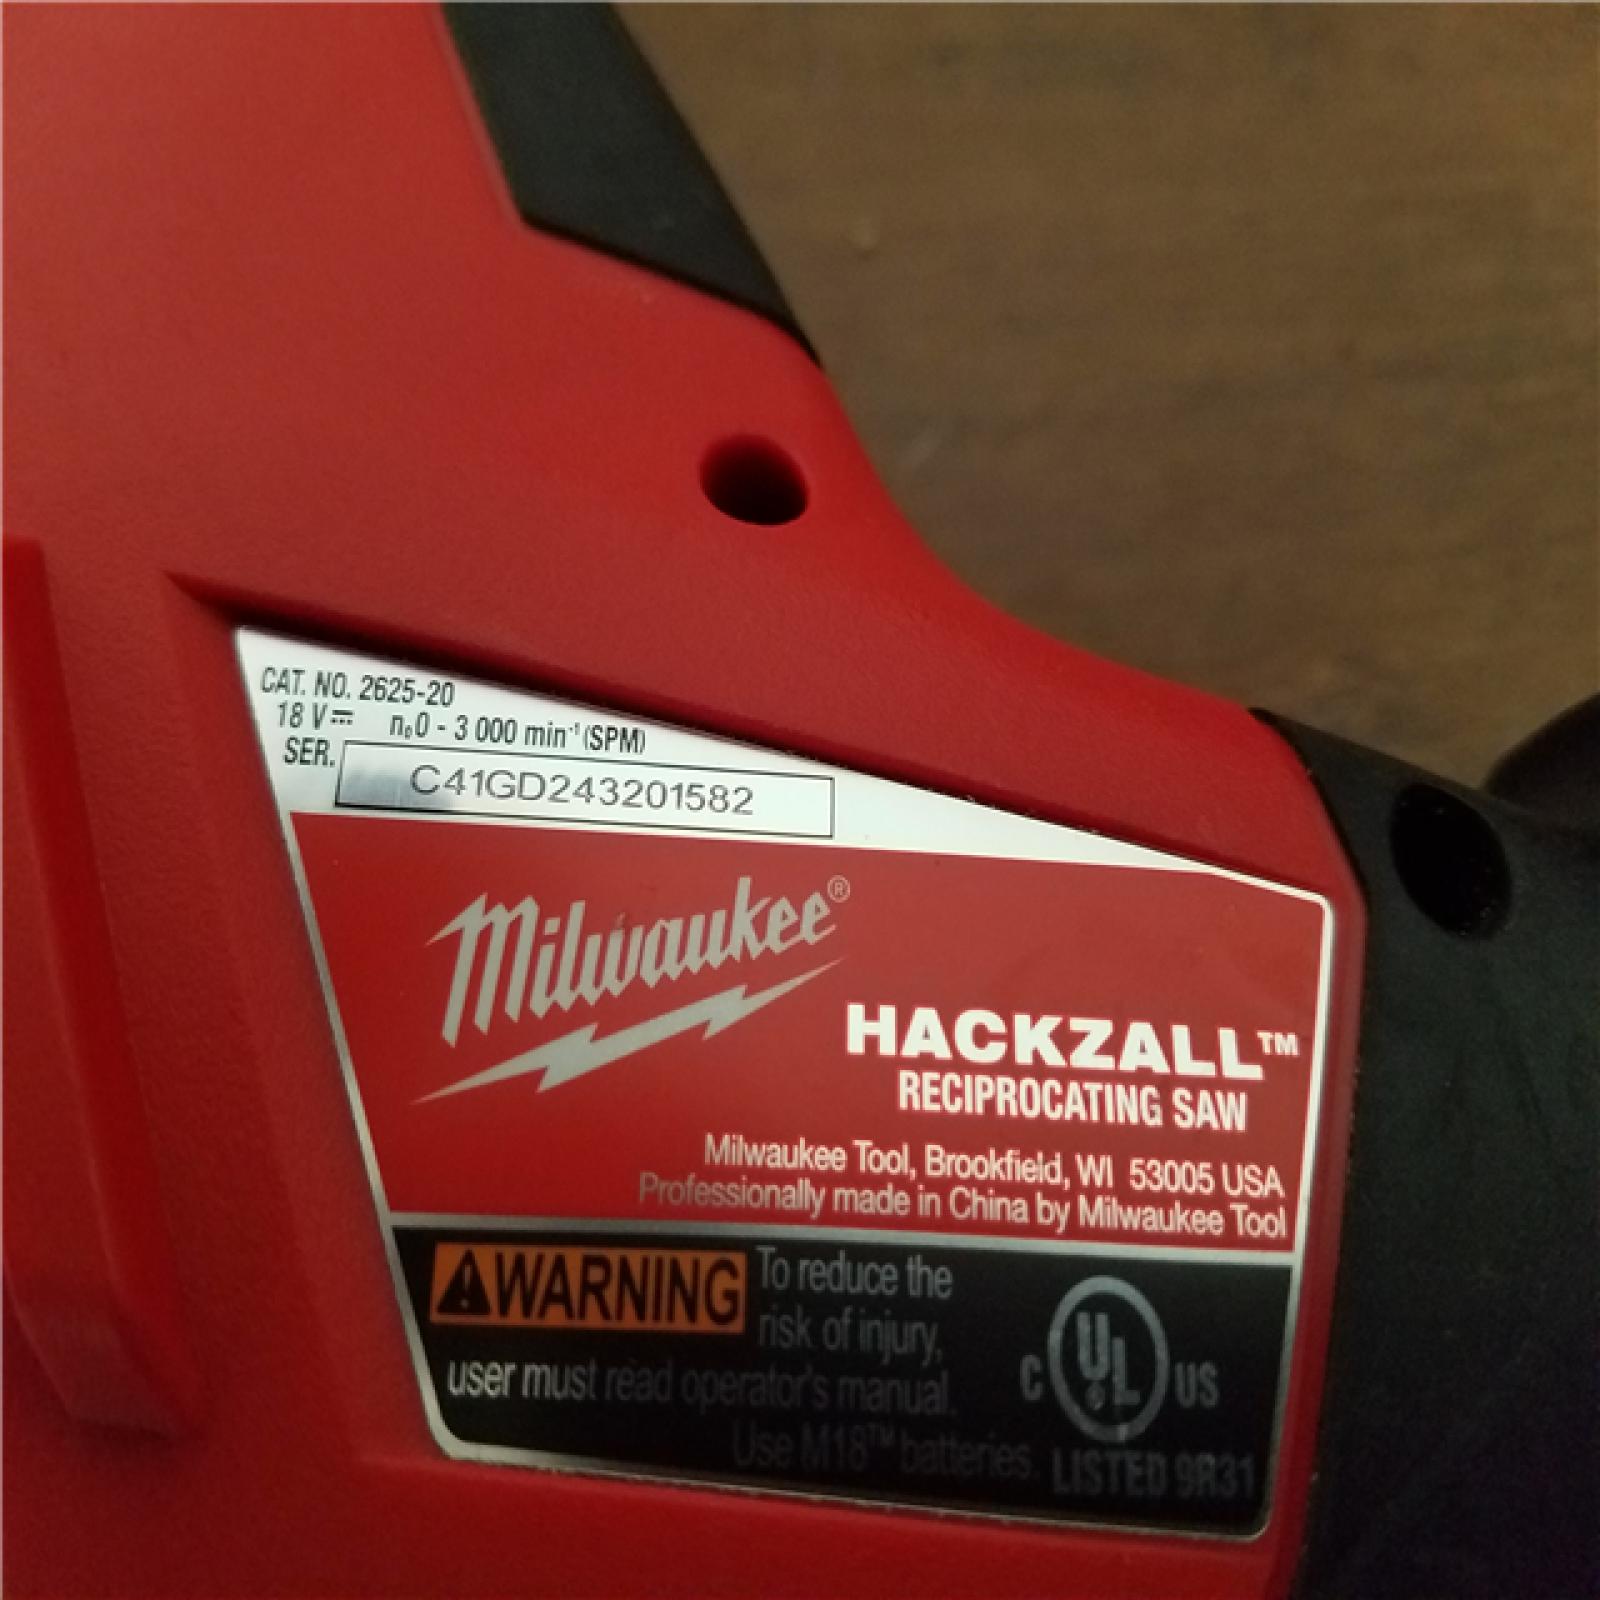 CAT. NO. 2625-20
18 V⎓ n₀0 - 3 000 min⁻¹ (SPM)
SER. C41GD243201582
Milwaukee®
HACKZALL™
RECIPROCATING SAW
Milwaukee Tool, Brookfield, WI 53005 USA
Professionally made in China by Milwaukee Tool
WARNING To reduce the
risk of injury,
user must read operator's manual.
Use M18™ batteries.
C UL US
LISTED 9R31